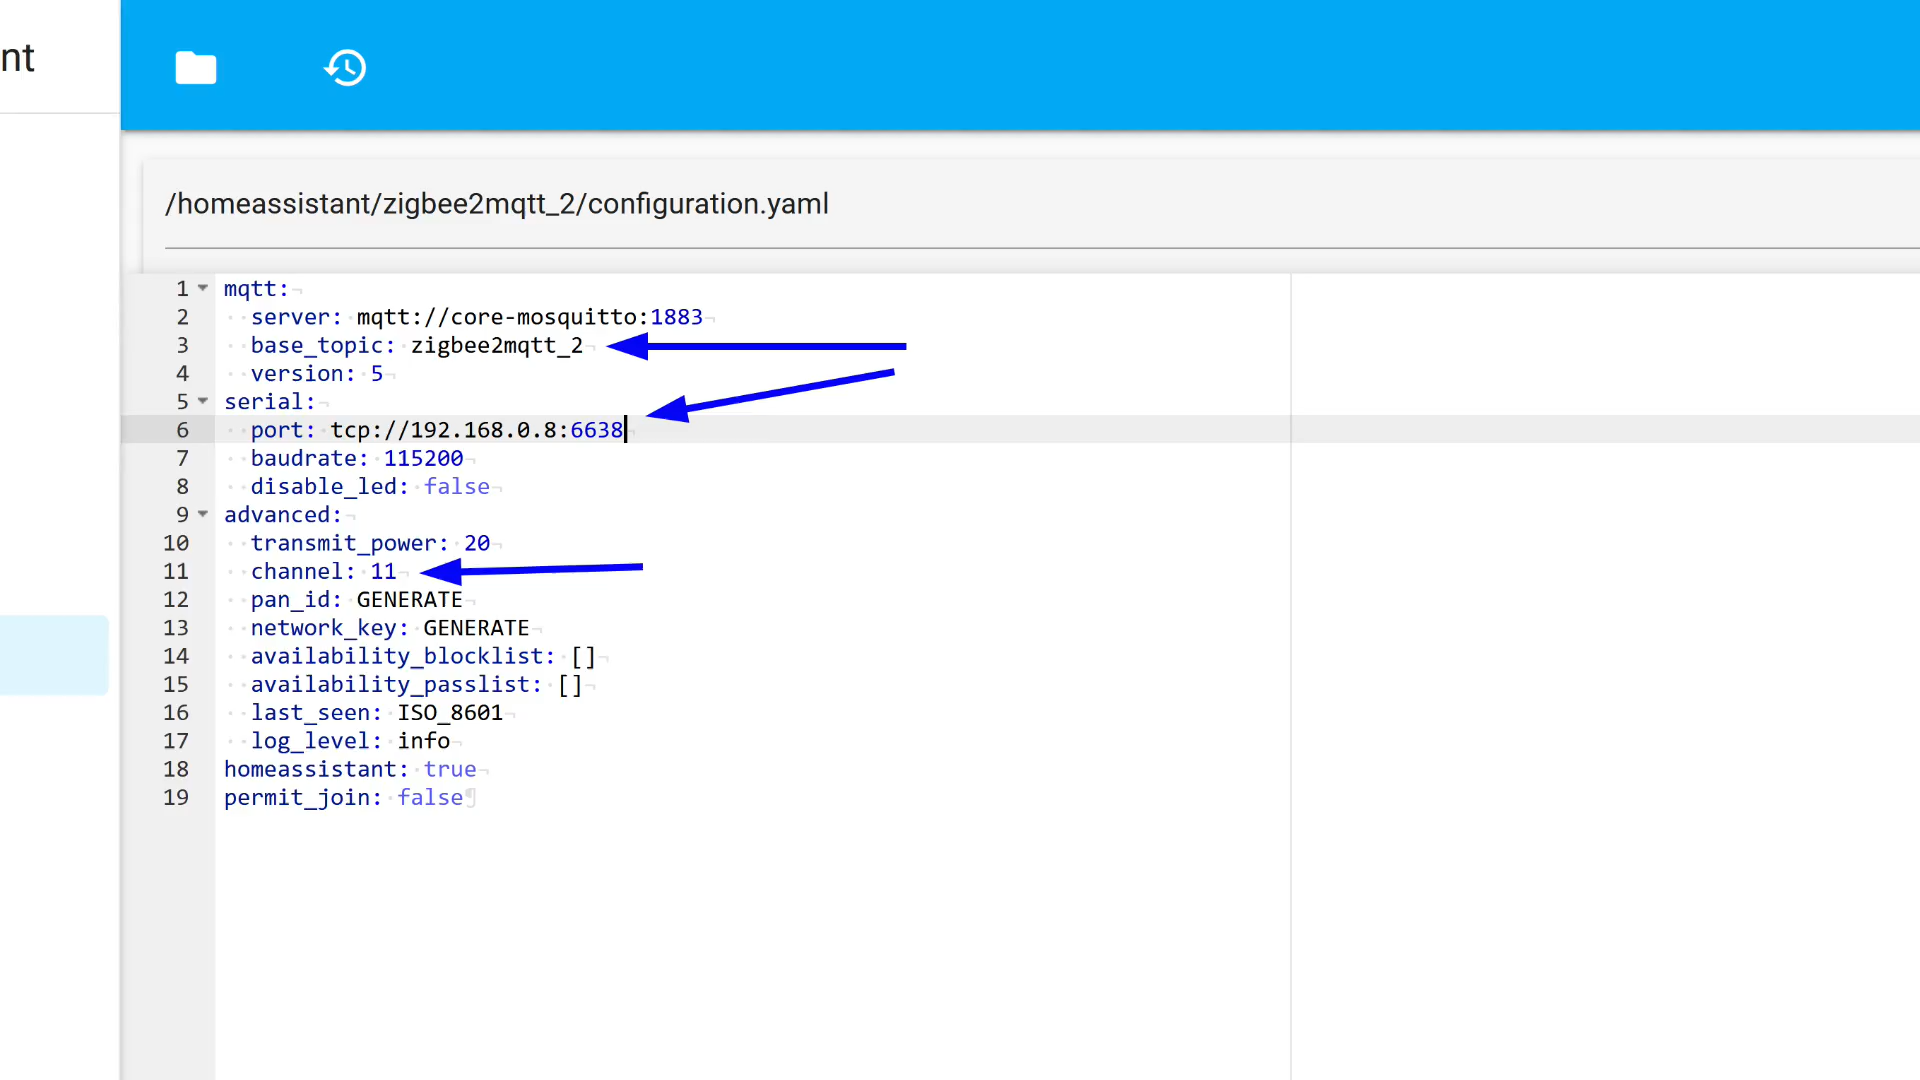 nt
/homeassistant/zigbee2mqtt_2/configuration.yaml
1 mqtt:
2 server: mqtt://core-mosquitto:1883
3 base_topic: zigbee2mqtt_2
4 version: 5
5 serial:
6 port: tcp://192.168.0.8:6638
7 baudrate: 115200
8 disable_led: false
9 advanced:
10 transmit_power: 20
11 channel: 11
12 pan_id: GENERATE
13 network_key: GENERATE
14 availability_blocklist: []
15 availability_passlist: []
16 last_seen: ISO_8601
17 log_level: info
18 homeassistant: true
19 permit_join: false